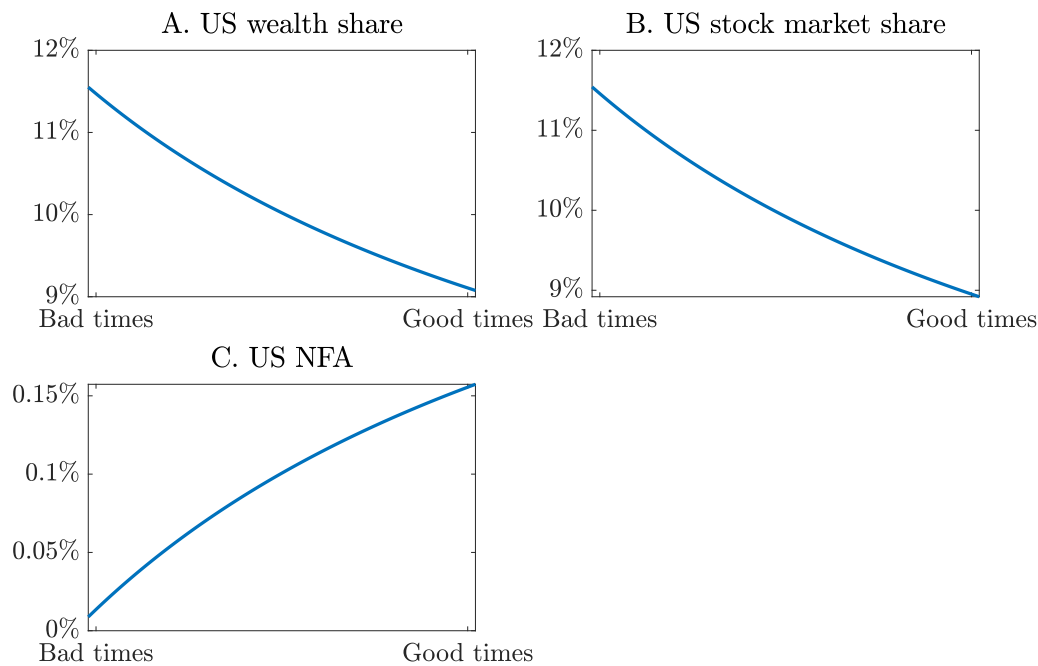 A. US wealth share
12%
11%
10%
9%
Bad times Good times
B. US stock market share
12%
11%
10%
9%
Bad times Good times
C. US NFA
0.15%
0.1%
0.05%
0%
Bad times Good times